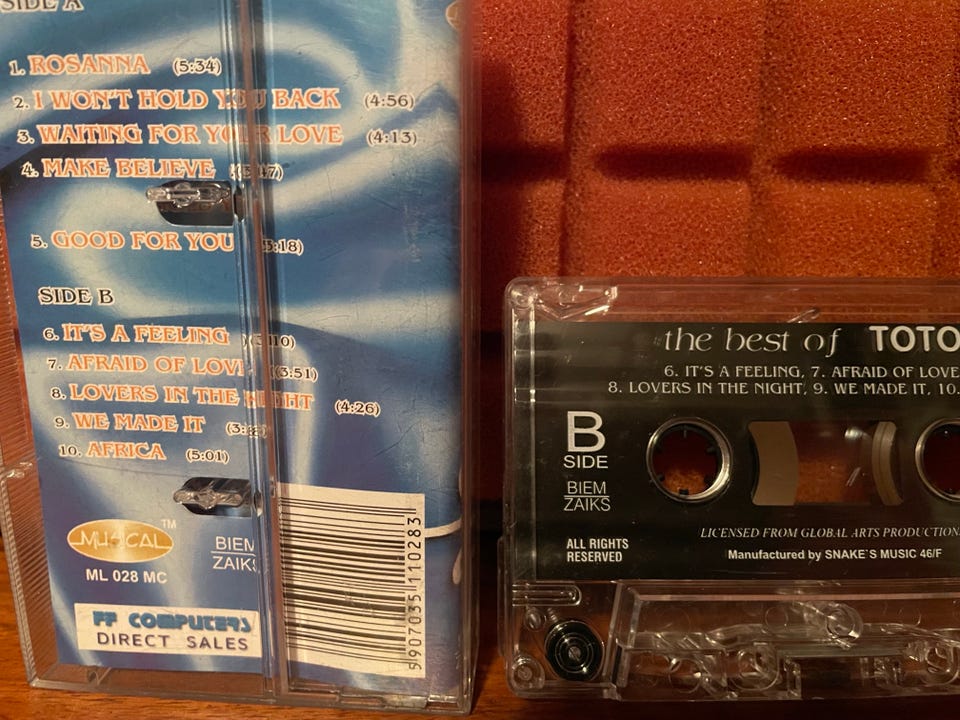 SIDE A
1. ROSANNA (5:34)
2. I WON'T HOLD YOU BACK (4:56)
3. WAITING FOR YOUR LOVE (4:13)
4. MAKE BELIEVE
5. GOOD FOR YOU
SIDE B
6. IT'S A FEELING
7. AFRAID OF LOVE (3:51)
8. LOVERS IN THE NIGHT (4:26)
9. WE MADE IT
10. AFRICA (5:01)
MUSICAL™
ML 028 MC
BIEM
ZAIKS
FF COMPUTERS
DIRECT SALES
5907035110283
the best of TOTO
6. IT'S A FEELING, 7. AFRAID OF LOVE
8. LOVERS IN THE NIGHT, 9. WE MADE IT, 10.
B
SIDE
BIEM
ZAIKS
LICENSED FROM GLOBAL ARTS PRODUCTION
ALL RIGHTS
RESERVED
Manufactured by SNAKE`S MUSIC 46/F